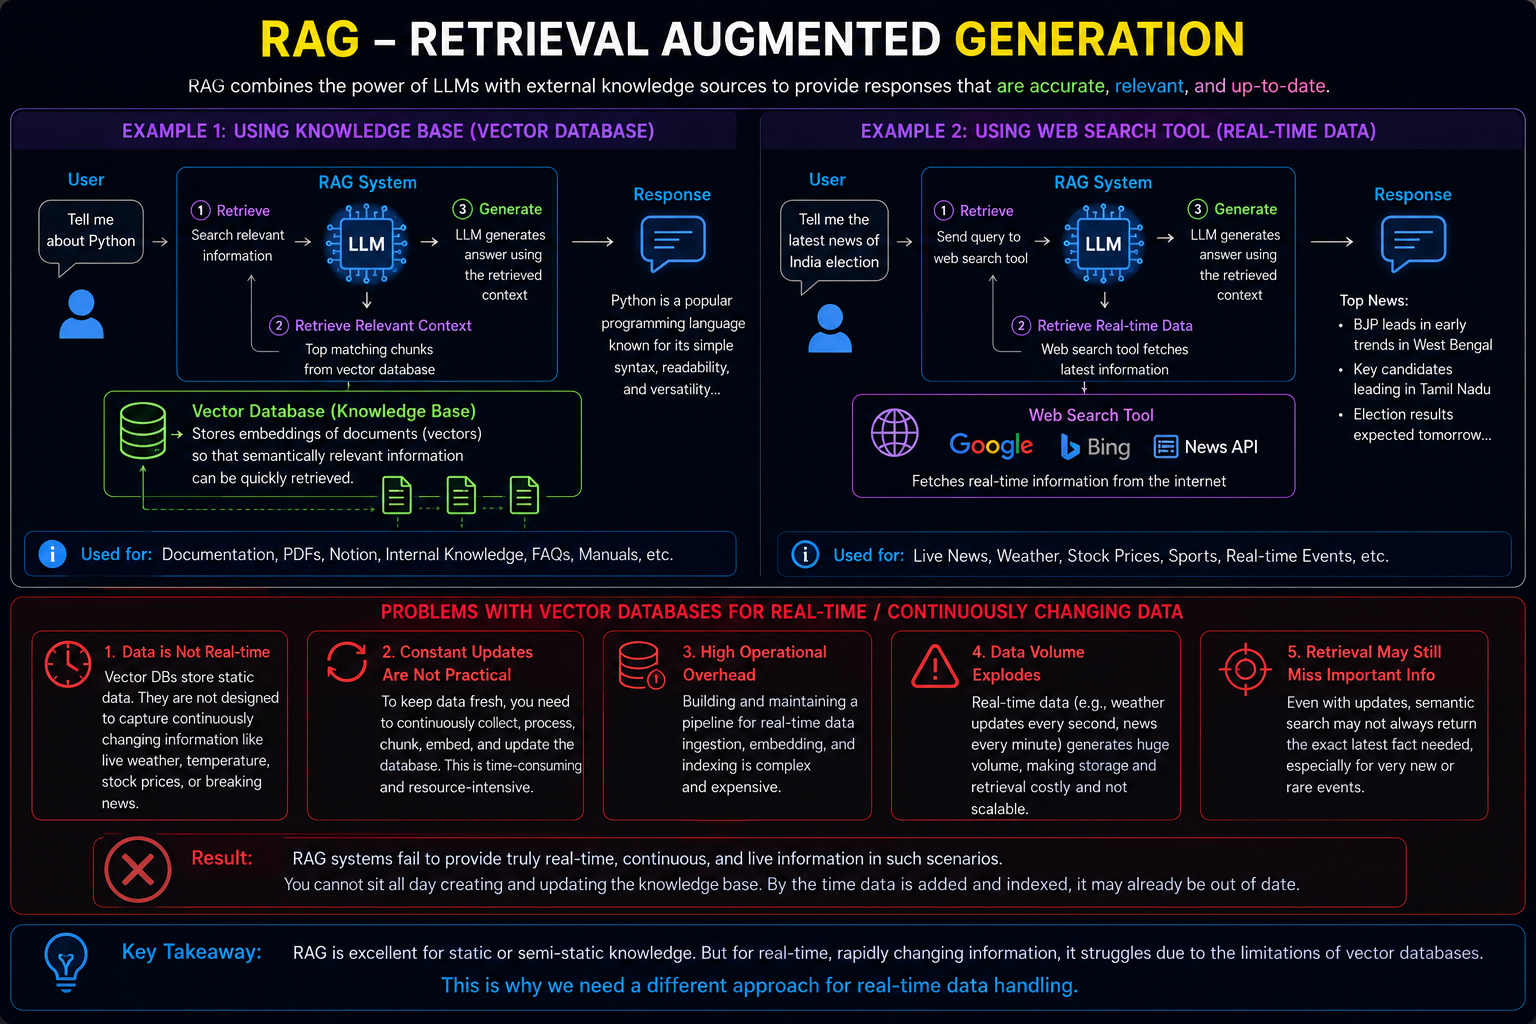 RAG – RETRIEVAL AUGMENTED GENERATION
RAG combines the power of LLMs with external knowledge sources to provide responses that are accurate, relevant, and up-to-date.
EXAMPLE 1: USING KNOWLEDGE BASE (VECTOR DATABASE)
User
Tell me
about Python
RAG System
1 Retrieve
Search relevant
information
LLM
3 Generate
LLM generates
answer using
the retrieved
context
2 Retrieve Relevant Context
Top matching chunks
from vector database
Response
Python is a popular
programming language
known for its simple
syntax, readability,
and versatility...
Vector Database (Knowledge Base)
Stores embeddings of documents (vectors)
so that semantically relevant information
can be quickly retrieved.
i Used for: Documentation, PDFs, Notion, Internal Knowledge, FAQs, Manuals, etc.
EXAMPLE 2: USING WEB SEARCH TOOL (REAL-TIME DATA)
User
Tell me the
latest news of
India election
RAG System
1 Retrieve
Send query to
web search tool
LLM
3 Generate
LLM generates
answer using
the retrieved
context
2 Retrieve Real-time Data
Web search tool fetches
latest information
Response
Top News:
• BJP leads in early
trends in West Bengal
• Key candidates
leading in Tamil Nadu
• Election results
expected tomorrow...
Web Search Tool
Google Bing News API
Fetches real-time information from the internet
i Used for: Live News, Weather, Stock Prices, Sports, Real-time Events, etc.
PROBLEMS WITH VECTOR DATABASES FOR REAL-TIME / CONTINUOUSLY CHANGING DATA
1. Data is Not Real-time
Vector DBs store static
data. They are not designed
to capture continuously
changing information like
live weather, temperature,
stock prices, or breaking
news.
2. Constant Updates
Are Not Practical
To keep data fresh, you need
to continuously collect, process,
chunk, embed, and update the
database. This is time-consuming
and resource-intensive.
3. High Operational
Overhead
Building and maintaining a
pipeline for real-time data
ingestion, embedding, and
indexing is complex
and expensive.
4. Data Volume
Explodes
Real-time data (e.g., weather
updates every second, news
every minute) generates huge
volume, making storage and
retrieval costly and not
scalable.
5. Retrieval May Still
Miss Important Info
Even with updates, semantic
search may not always return
the exact latest fact needed,
especially for very new or
rare events.
Result: RAG systems fail to provide truly real-time, continuous, and live information in such scenarios.
You cannot sit all day creating and updating the knowledge base. By the time data is added and indexed, it may already be out of date.
Key Takeaway: RAG is excellent for static or semi-static knowledge. But for real-time, rapidly changing information, it struggles due to the limitations of vector databases.
This is why we need a different approach for real-time data handling.